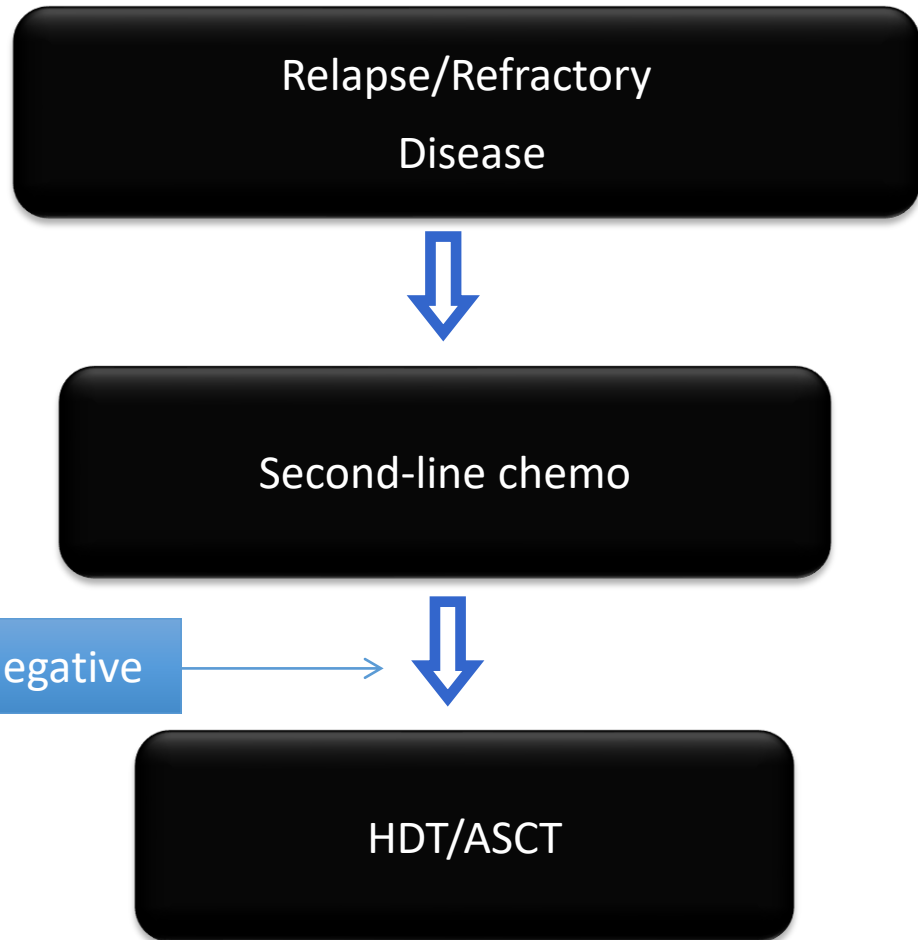 Relapse/Refractory
Disease
Second-line chemo
egative
HDT/ASCT